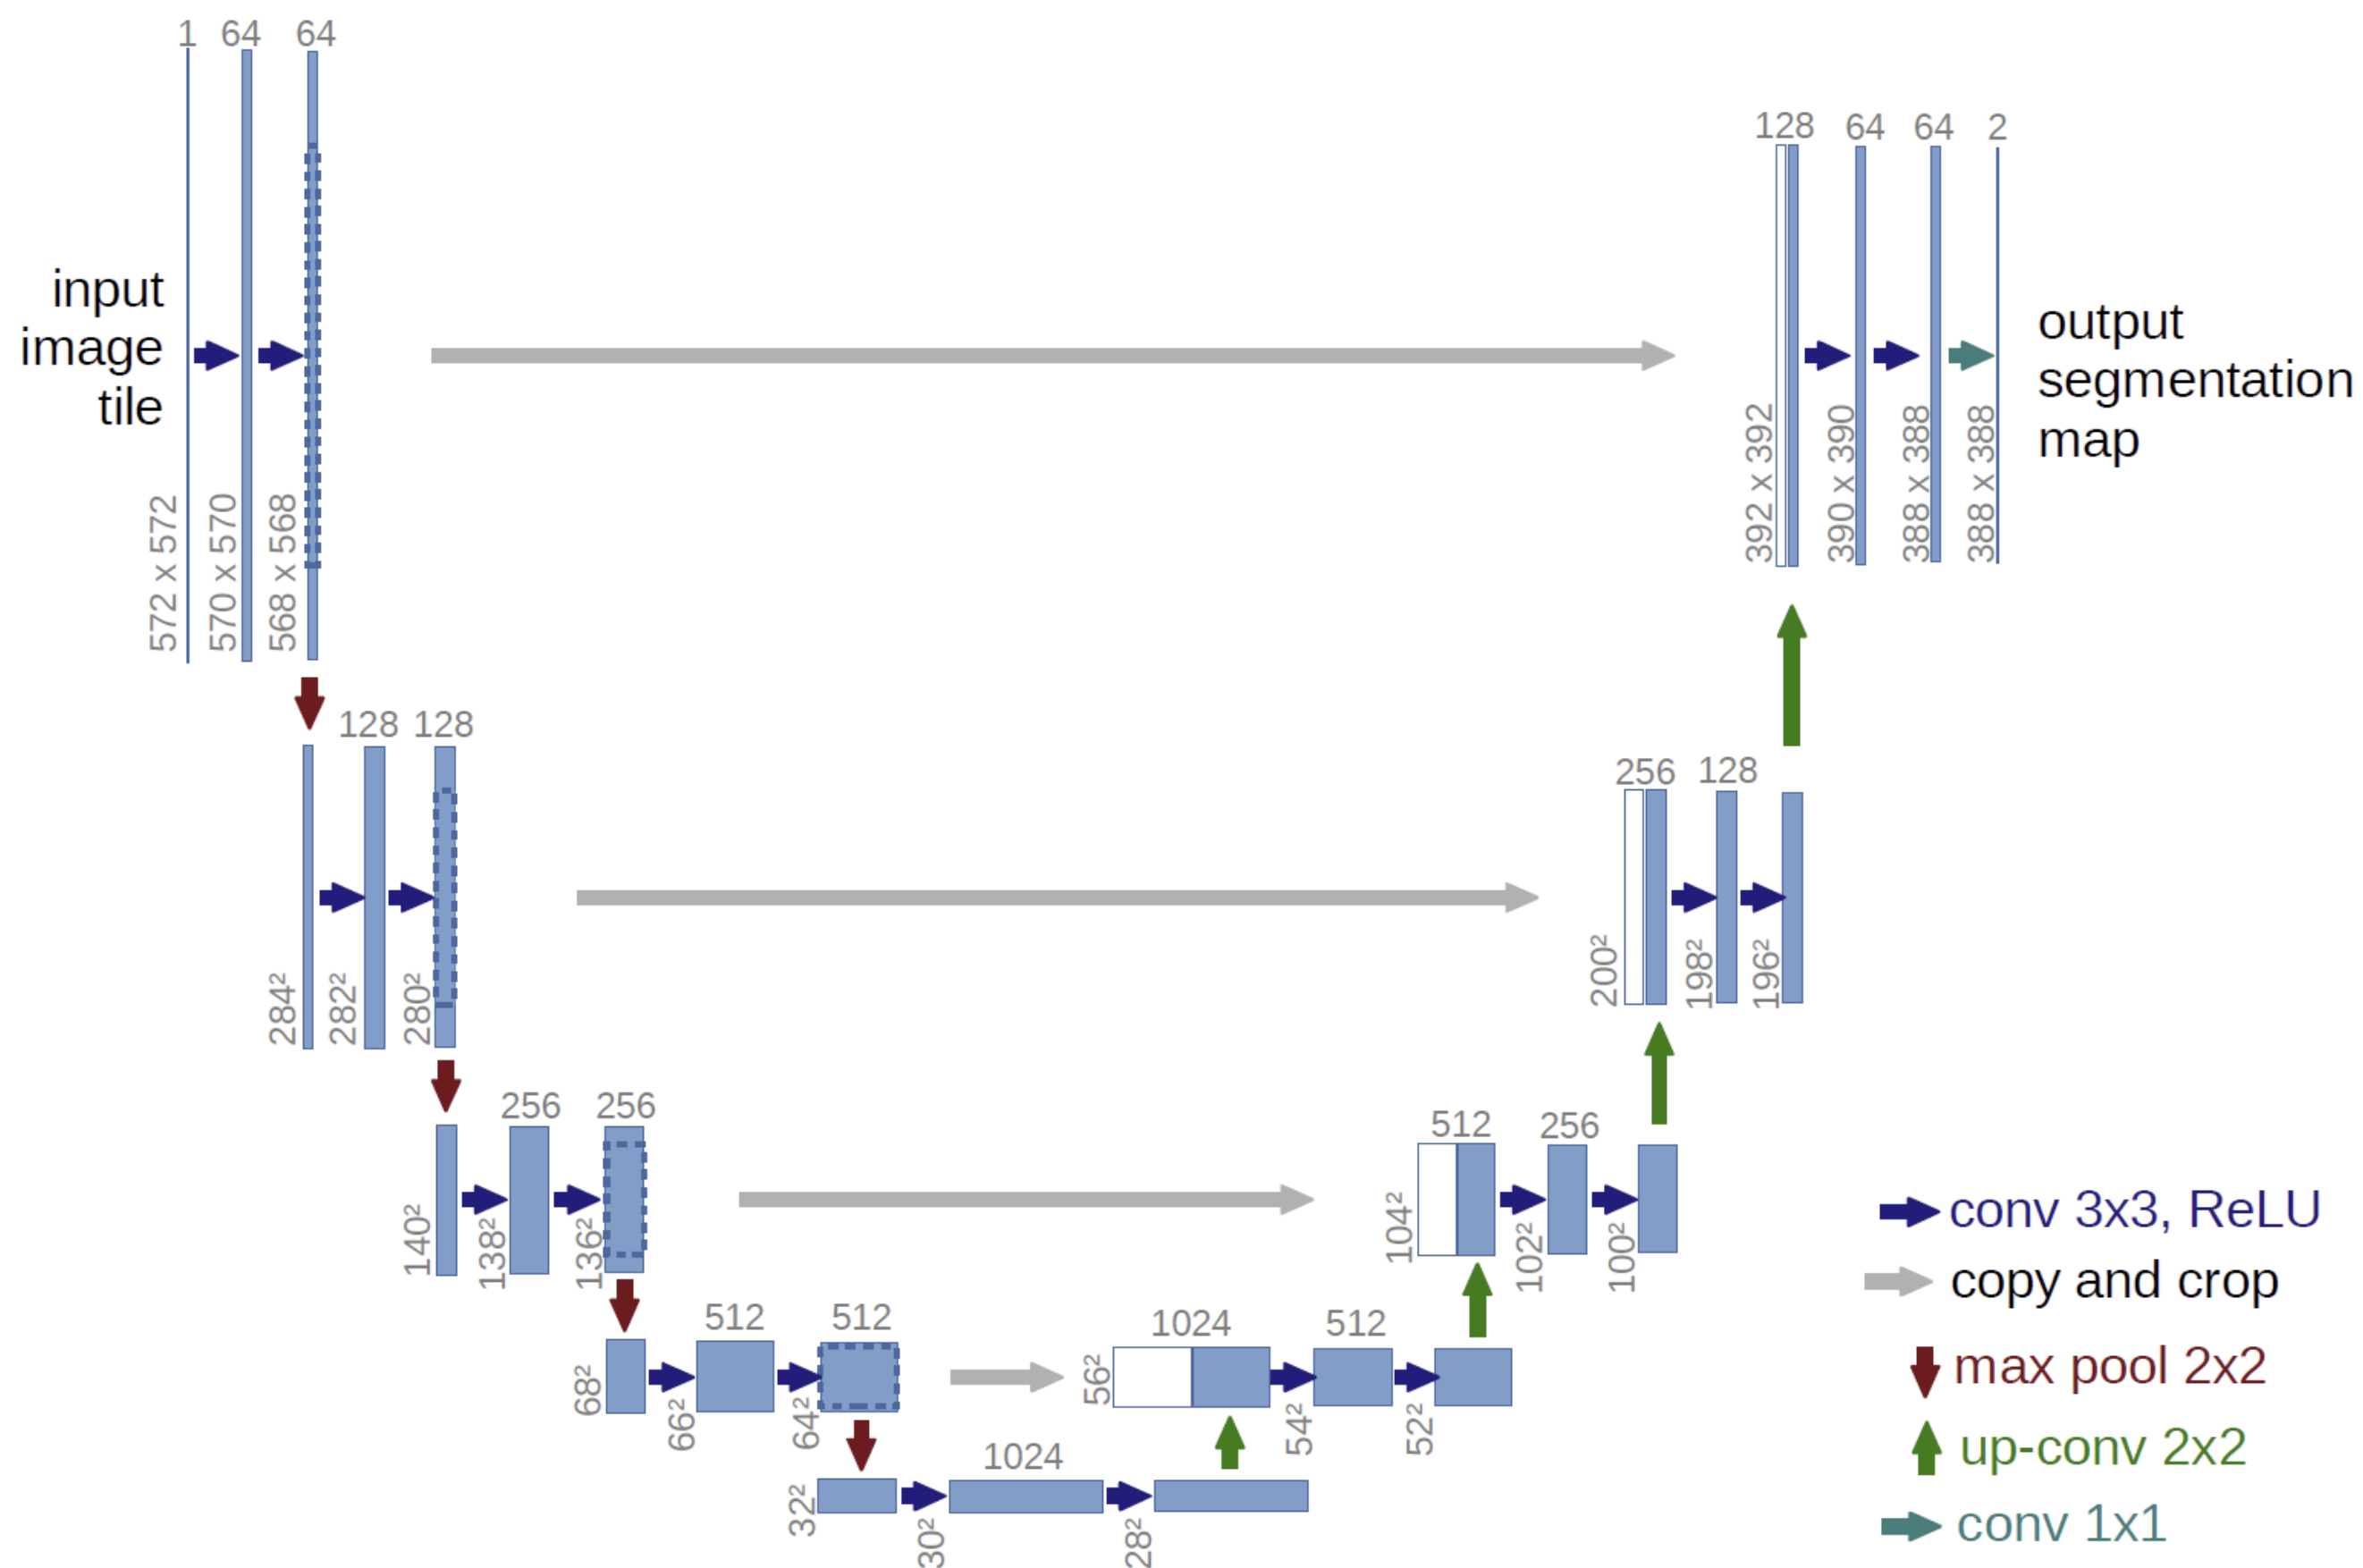 1 64 64
input
image
tile
572 x 572
570 x 570
568 x 568
128 64 64 2
392 x 392
390 x 390
388 x 388
388 x 388
output
segmentation
map
128 128
284²
282²
280²
256 128
200²
198²
196²
256 256
140²
138²
136²
512 256
104²
102²
100²
512 512
68²
66²
64²
1024 512
56²
54²
52²
1024
32²
30²
28²
conv 3x3, ReLU
copy and crop
max pool 2x2
up-conv 2x2
conv 1x1